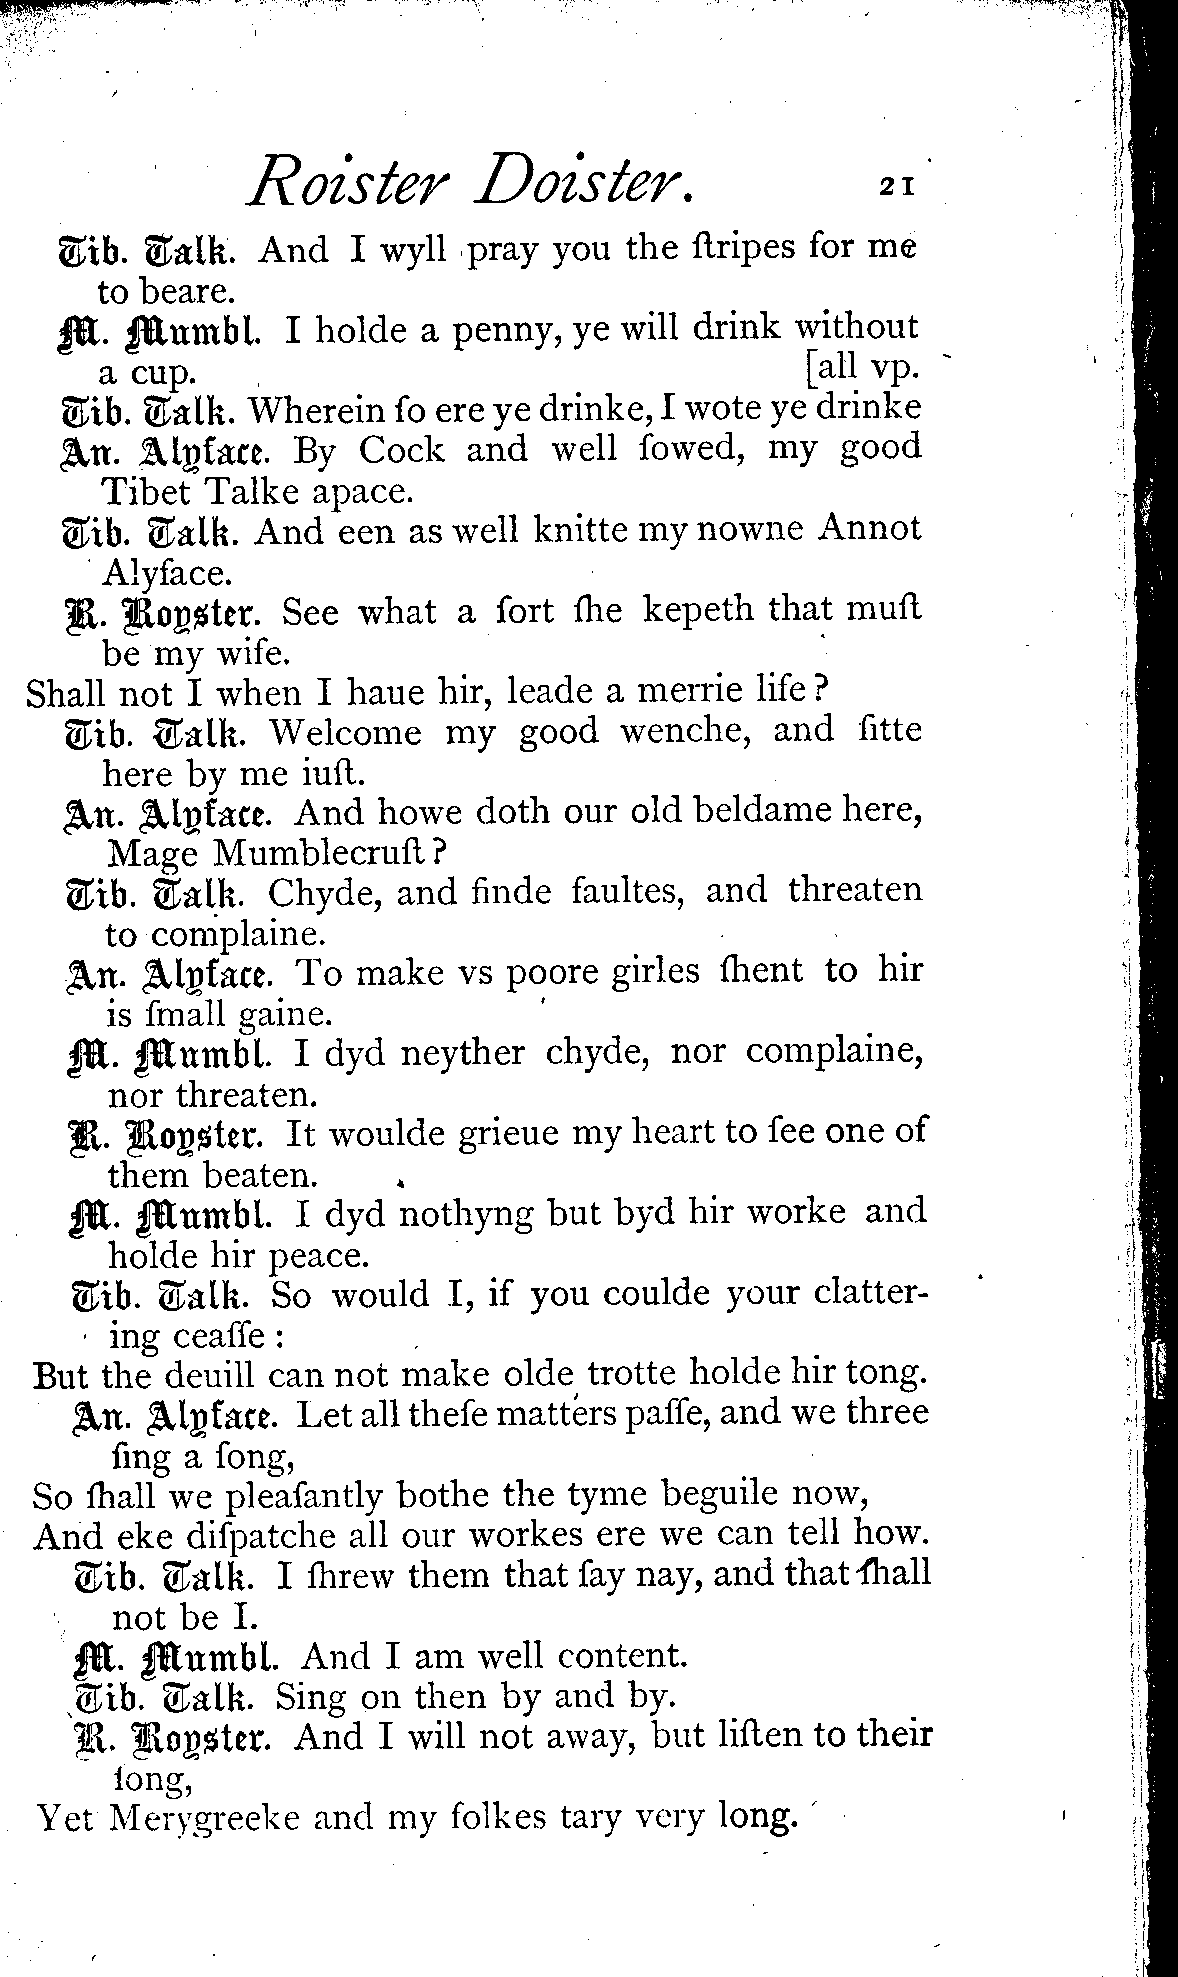 Roister Doister. 21
Tib. Talk. And I wyll pray you the ſtripes for me
to beare.
M. Mumbl. I holde a penny, ye will drink without
a cup. [all vp.
Tib. Talk. Wherein ſo ere ye drinke, I wote ye drinke
An. Alyface. By Cock and well ſowed, my good
Tibet Talke apace.
Tib. Talk. And een as well knitte my nowne Annot
Alyface.
R. Royster. See what a ſort ſhe kepeth that muſt
be my wife.
Shall not I when I haue hir, leade a merrie life?
Tib. Talk. Welcome my good wenche, and ſitte
here by me iuſt.
An. Alyface. And howe doth our old beldame here,
Mage Mumblecruſt?
Tib. Talk. Chyde, and finde faultes, and threaten
to complaine.
An. Alyface. To make vs poore girles ſhent to hir
is ſmall gaine.
M. Mumbl. I dyd neyther chyde, nor complaine,
nor threaten.
R. Royster. It woulde grieue my heart to ſee one of
them beaten.
M. Mumbl. I dyd nothyng but byd hir worke and
holde hir peace.
Tib. Talk. So would I, if you coulde your clatter-
ing ceaſſe:
But the deuill can not make olde trotte holde hir tong.
An. Alyface. Let all theſe matters paſſe, and we three
ſing a ſong,
So ſhall we pleaſantly bothe the tyme beguile now,
And eke diſpatche all our workes ere we can tell how.
Tib. Talk. I ſhrew them that ſay nay, and that ſhall
not be I.
M. Mumbl. And I am well content.
Tib. Talk. Sing on then by and by.
R. Royster. And I will not away, but liſten to their
ſong,
Yet Merygreeke and my folkes tary very long.